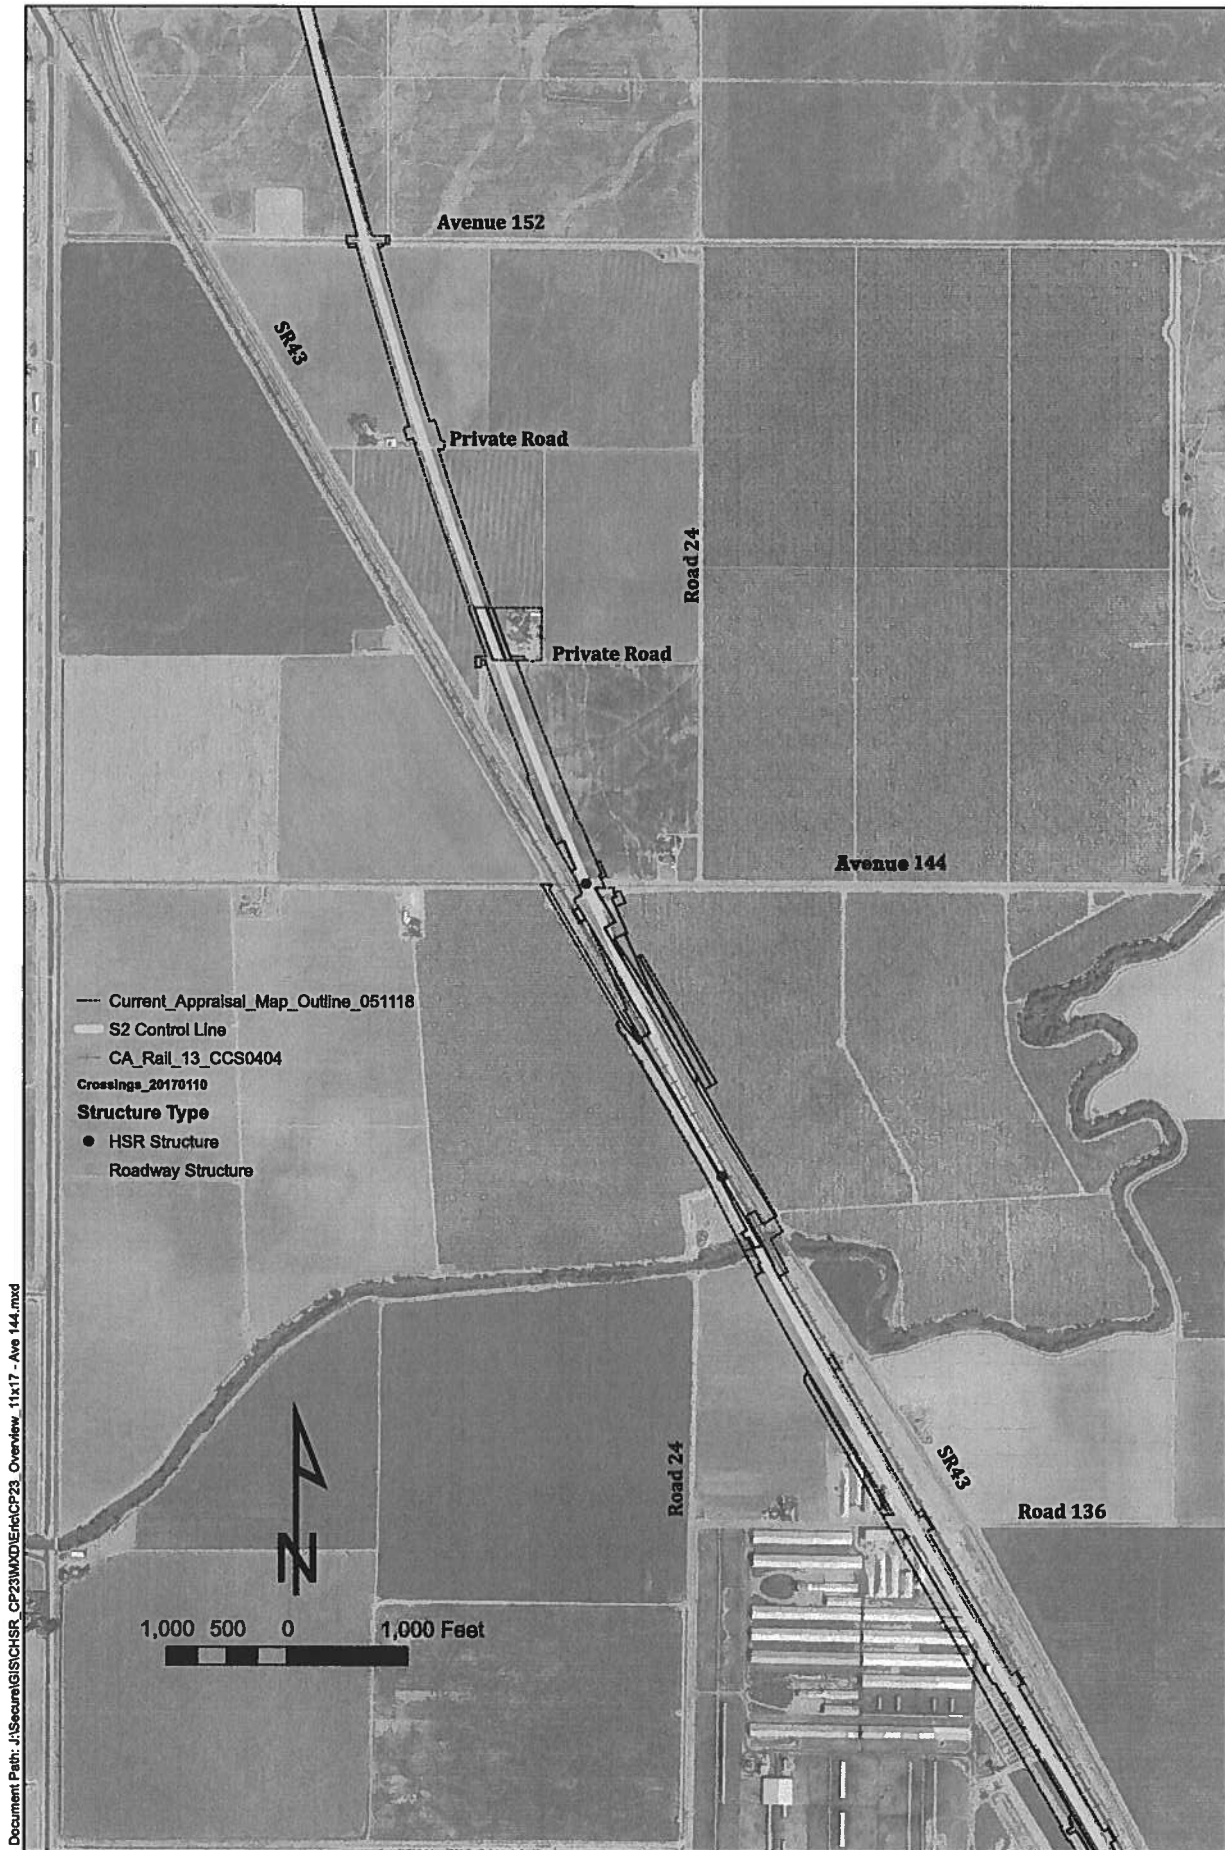 Avenue 152
SR43
Private Road
Road 24
Private Road
Avenue 144
Current_Appraisal_Map_Outline_051118
S2 Control Line
CA_Rail_13_CCS0404
Crossings_20170110
Structure Type
HSR Structure
Roadway Structure
Road 24
SR43
Road 136
N
1,000 500 0 1,000 Feet
Document Path: J:\Secure\GIS\CHSR_CP23\MXD\Eric\CP23_Overview_11x17 - Ave 144.mxd